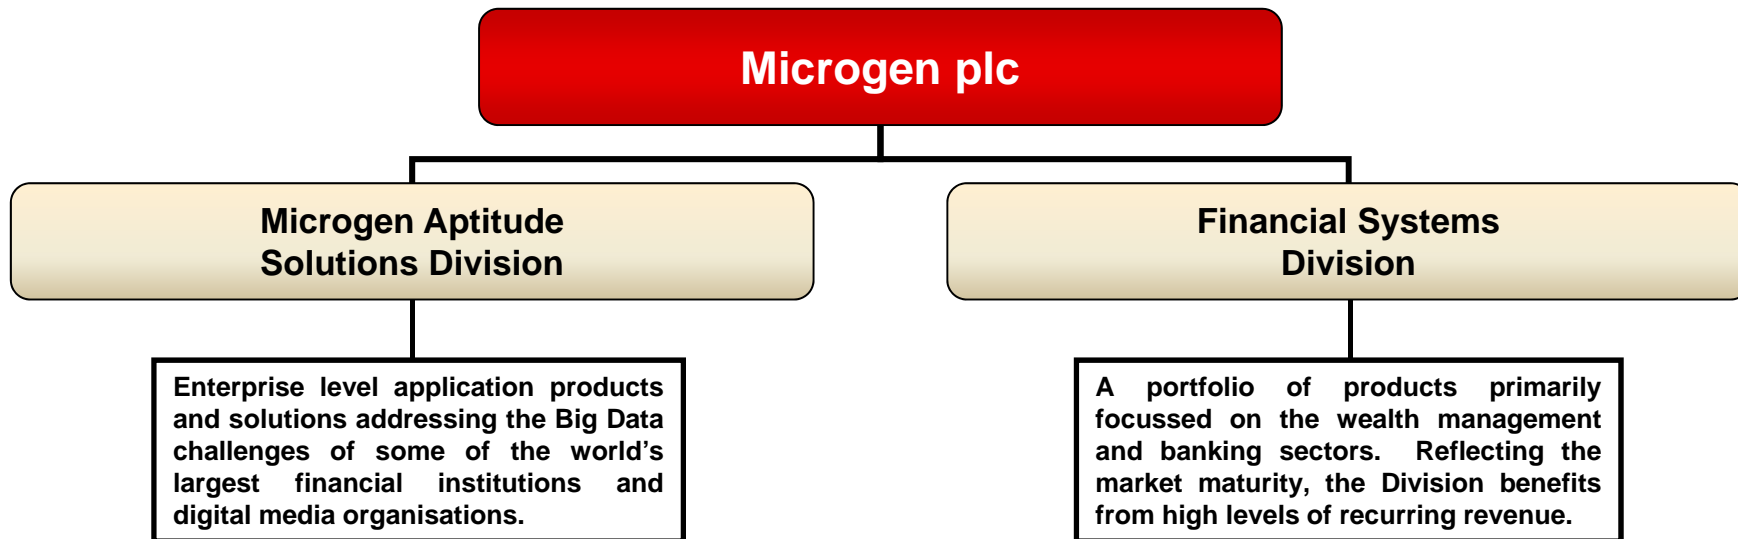 Microgen plc
Microgen Aptitude
Solutions Division
Financial Systems
Division
Enterprise level application products
and solutions addressing the Big Data
challenges of some of the world’s
largest financial institutions and
digital media organisations.
A portfolio of products primarily
focussed on the wealth management
and banking sectors. Reflecting the
market maturity, the Division benefits
from high levels of recurring revenue.